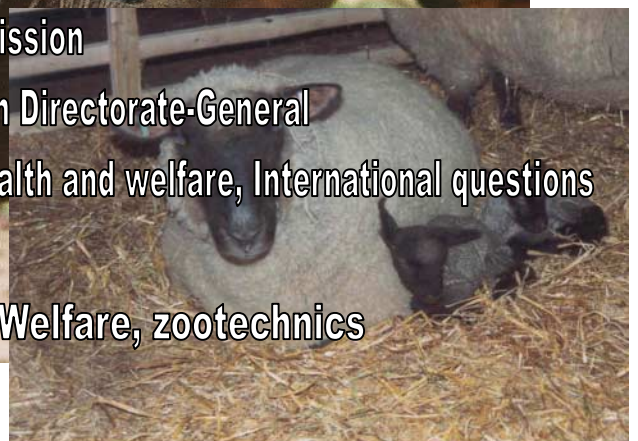 ission
n Directorate-General
alth and welfare, International questions
Welfare, zootechnics